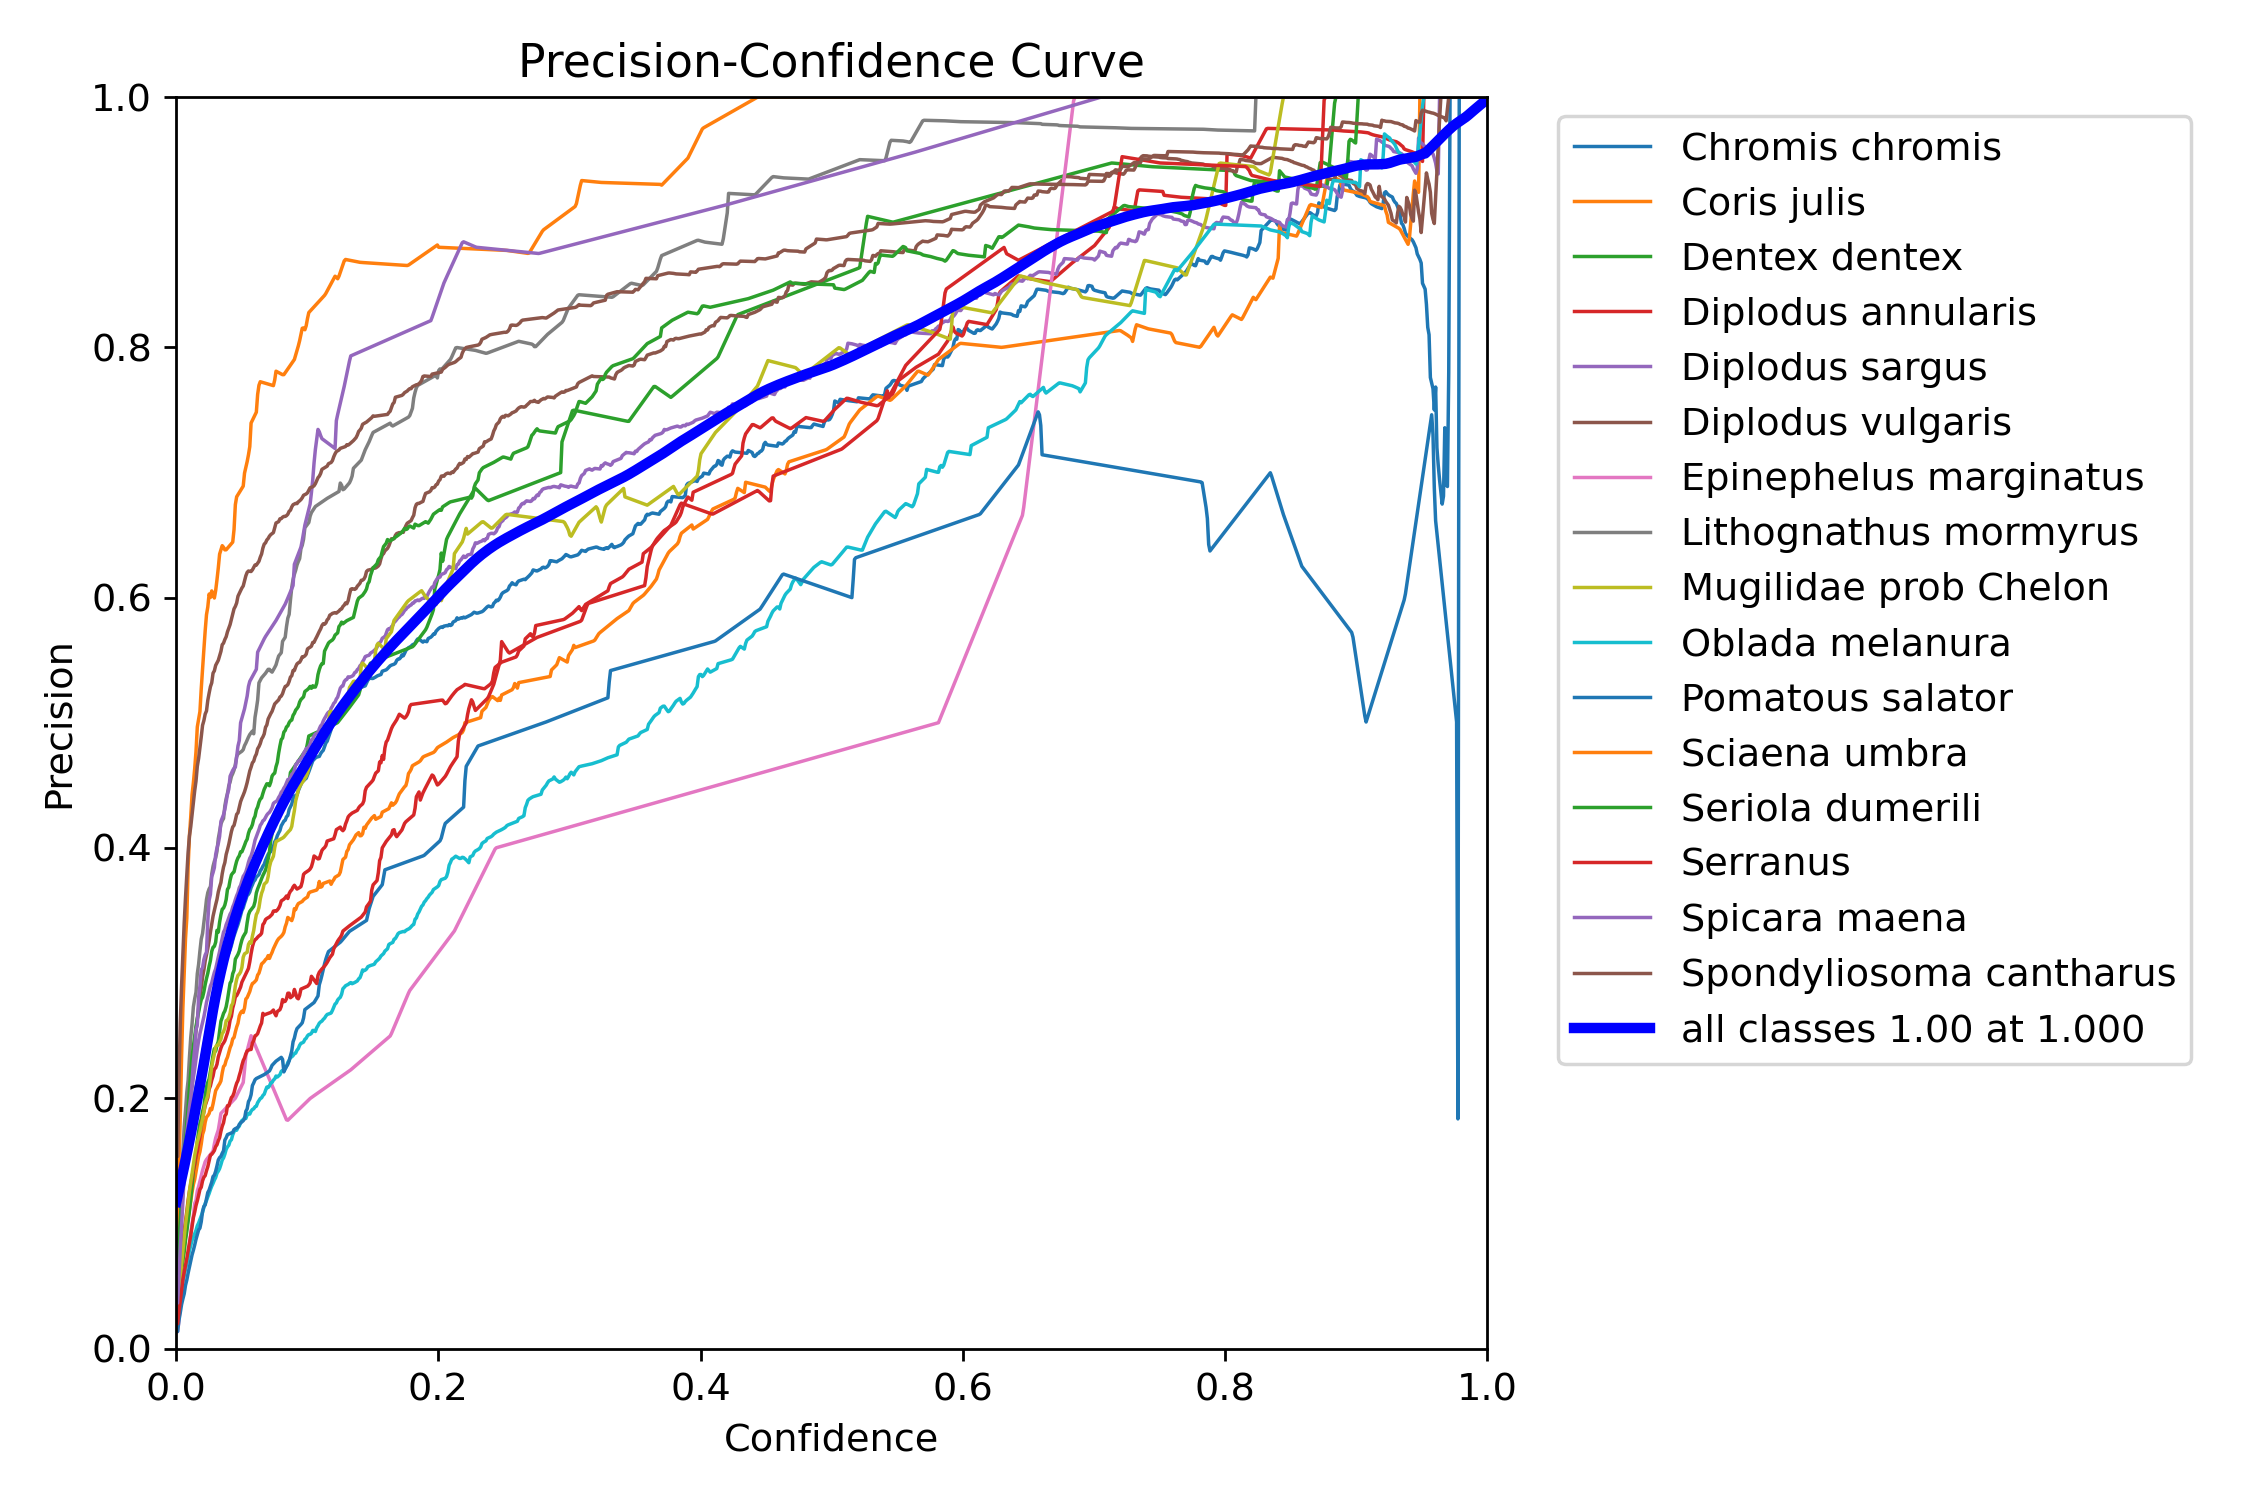 Precision-Confidence Curve
1.0
0.8
0.6
0.4
0.2
0.0
Precision
0.0 0.2 0.4 0.6 0.8 1.0
Confidence
Chromis chromis
Coris julis
Dentex dentex
Diplodus annularis
Diplodus sargus
Diplodus vulgaris
Epinephelus marginatus
Lithognathus mormyrus
Mugilidae prob Chelon
Oblada melanura
Pomatous salator
Sciaena umbra
Seriola dumerili
Serranus
Spicara maena
Spondyliosoma cantharus
all classes 1.00 at 1.000